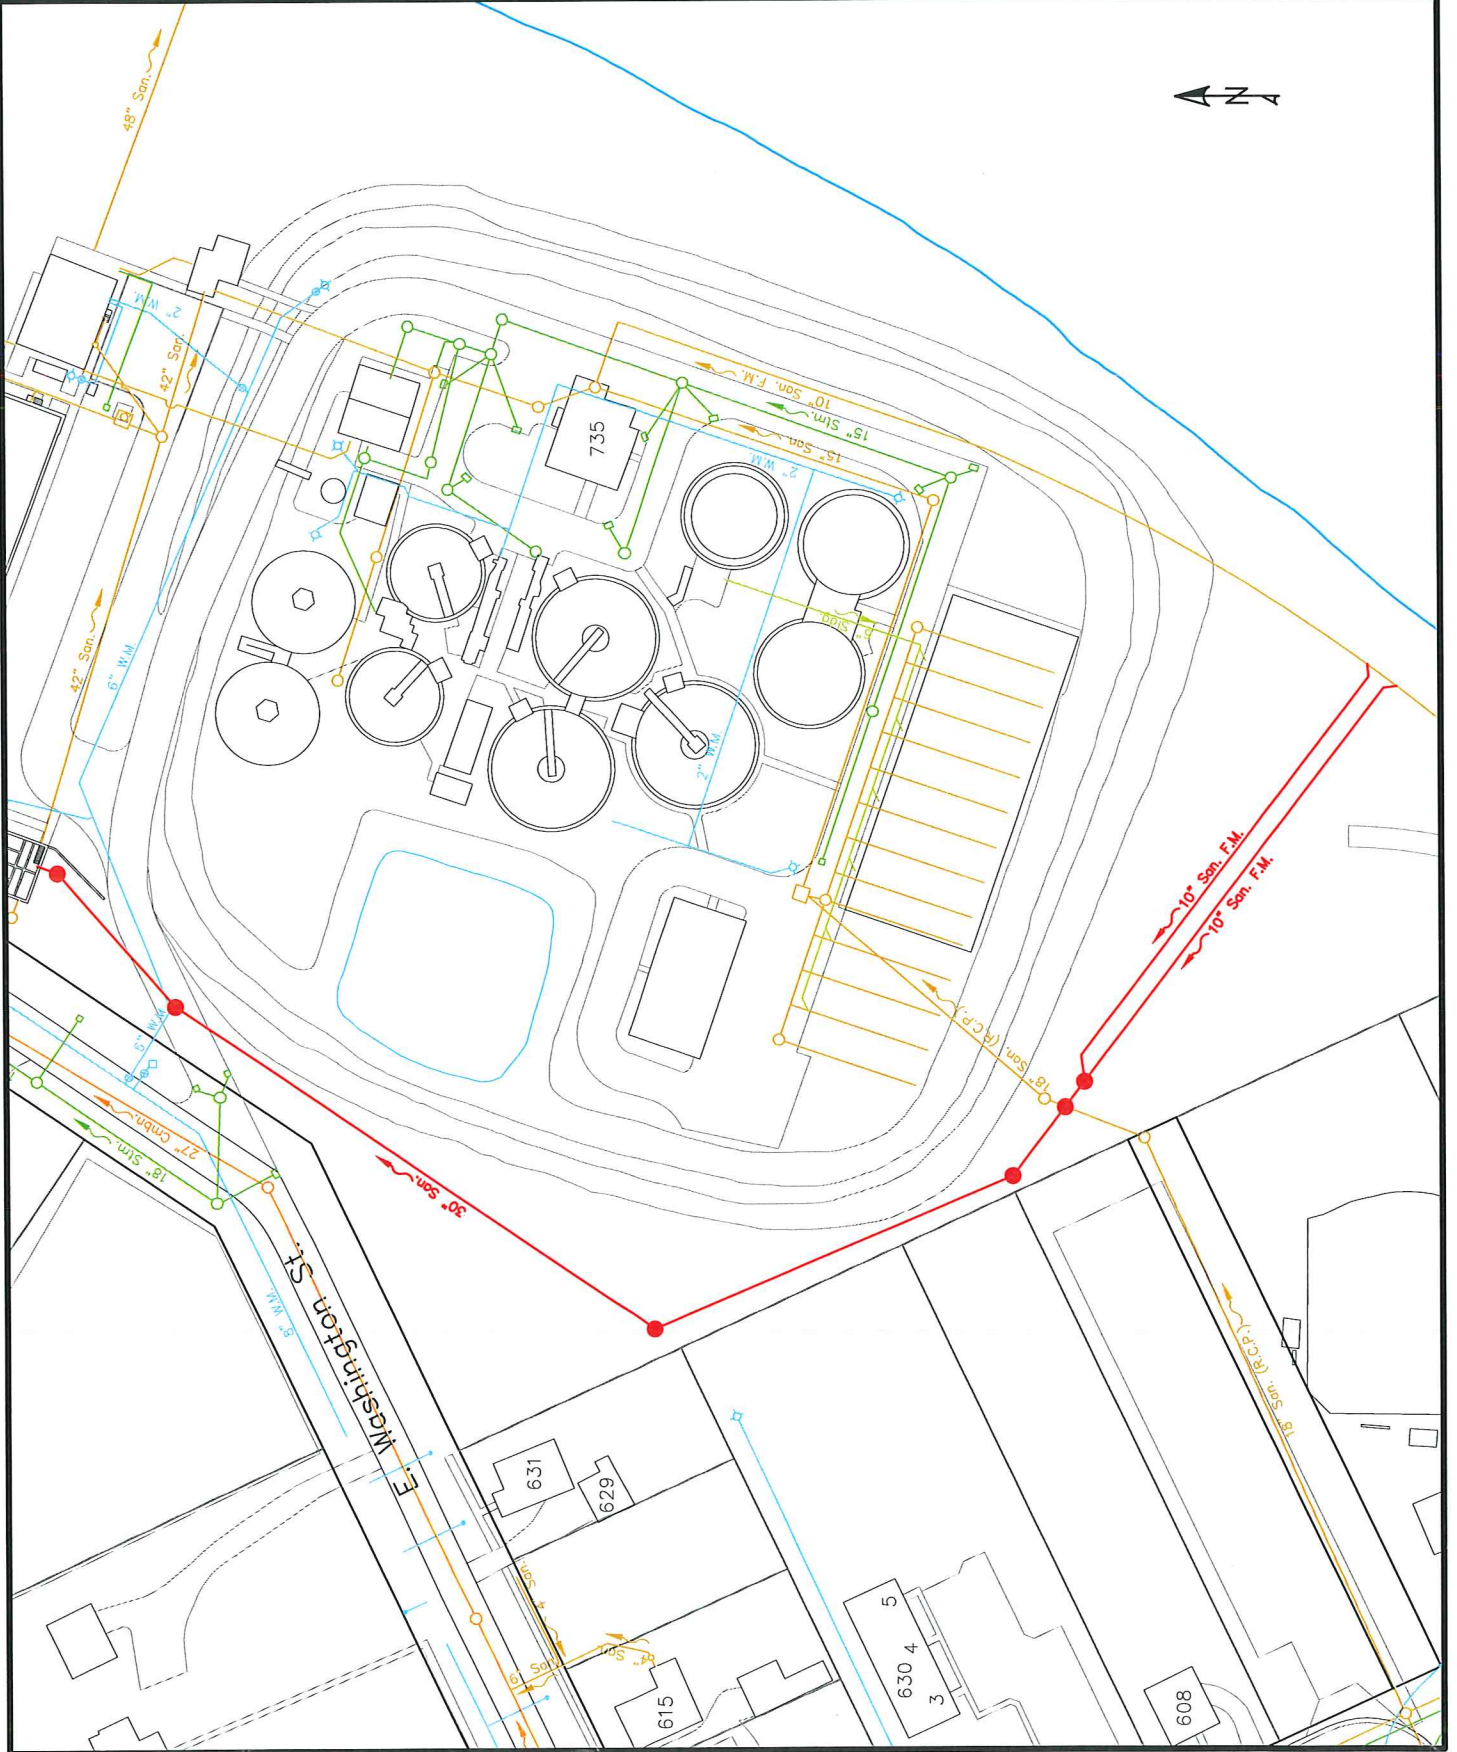 48" San.
N
2" W.M.
42" San.
10" San. F.M.
15" Stm.
15" San.
735
2" W.M.
42" San.
6" W.M.
6" Sldg.
2" W.M.
10" San. F.M.
10" San. F.M.
6" W.M.
18" San. (R.C.P.)
27" Cmbn.
18" Stm.
30" San.
E. Washington St.
8" W.M.
18" San. (R.C.P.)
631
629
4" San.
4" San.
615
630
5
4
3
608